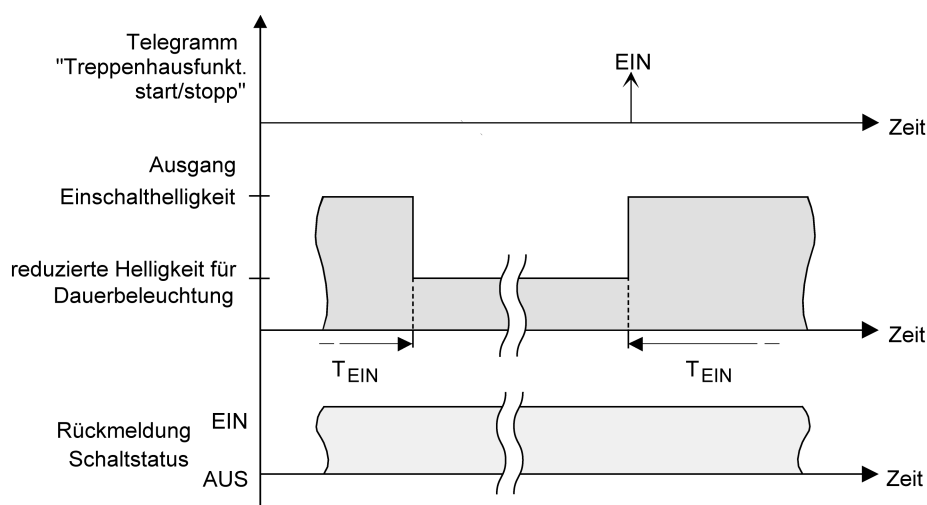 Telegramm
"Treppenhausfunkt.
start/stopp"
EIN
Zeit
Ausgang
Einschalthelligkeit
reduzierte Helligkeit für
Dauerbeleuchtung
Zeit
TEIN
TEIN
EIN
Rückmeldung
Schaltstatus
AUS
Zeit